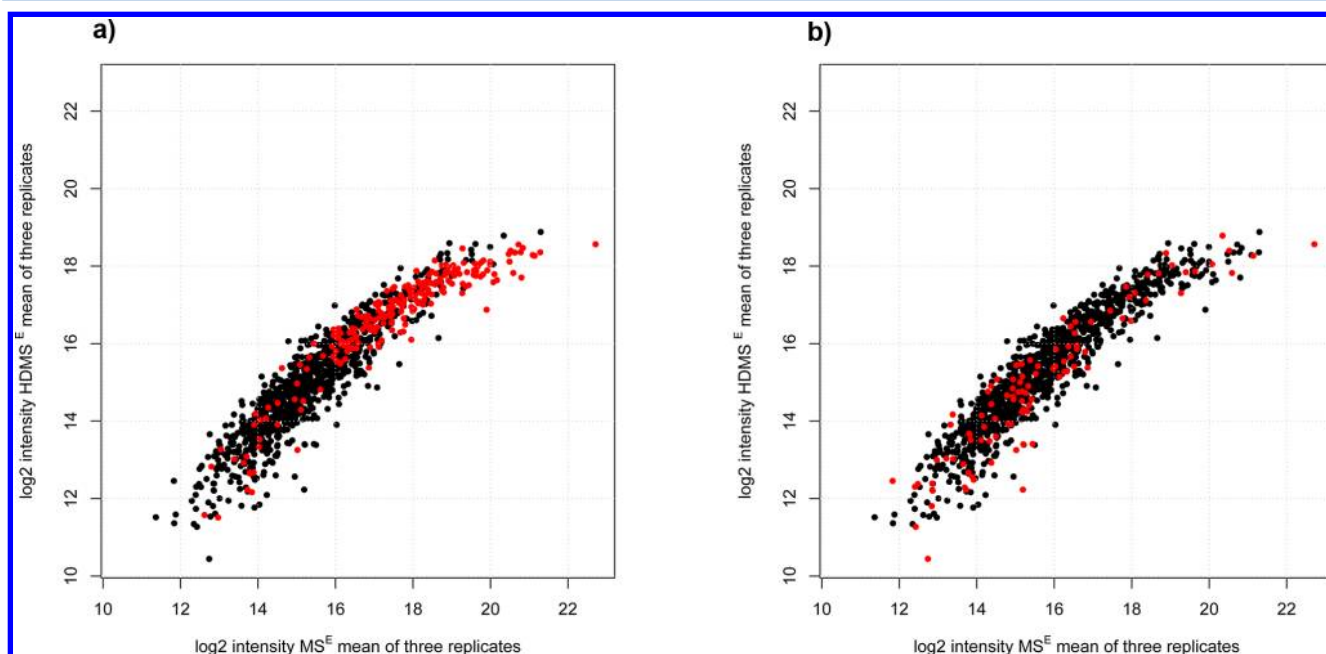 a)
b)
log2 intensity HDMS E mean of three replicates
22
20
18
16
14
12
10
10 12 14 16 18 20 22
log2 intensity MSE mean of three replicates
log2 intensity HDMS E mean of three replicates
22
20
18
16
14
12
10
10 12 14 16 18 20 22
log2 intensity MSE mean of three replicates